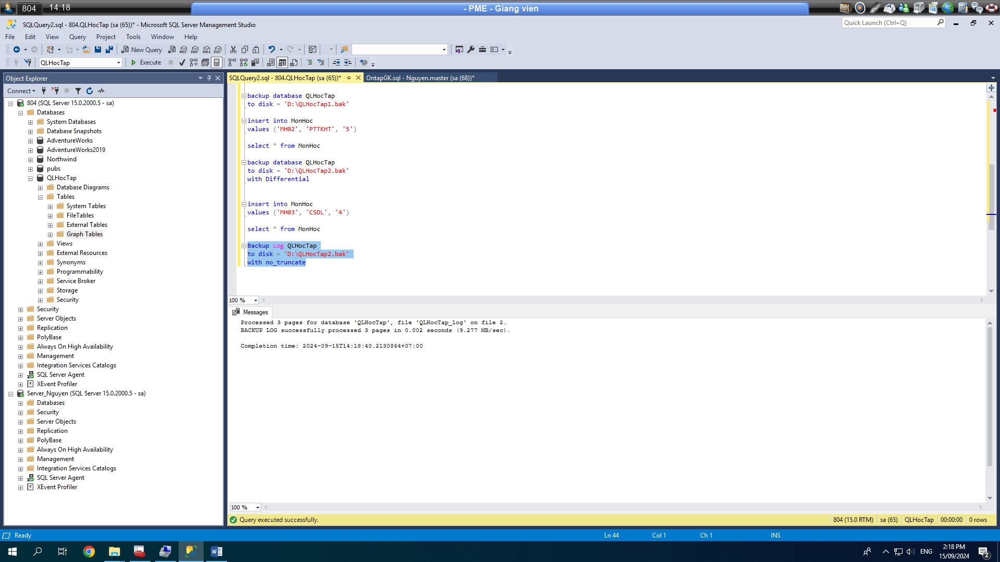 804 14:18
- PME - Giang vien
SQLQuery2.sql - 804.QLHocTap (sa (65))* - Microsoft SQL Server Management Studio
Quick Launch (Ctrl+Q)
File Edit View Query Project Tools Window Help
New Query
MDX DMX XMLA DAX
QLHocTap
Execute
Object Explorer
Connect
804 (SQL Server 15.0.2000.5 - sa)
Databases
System Databases
Database Snapshots
AdventureWorks
AdventureWorks2019
Northwind
pubs
QLHocTap
Database Diagrams
Tables
System Tables
FileTables
External Tables
Graph Tables
Views
External Resources
Synonyms
Programmability
Service Broker
Storage
Security
Security
Server Objects
Replication
PolyBase
Always On High Availability
Management
Integration Services Catalogs
SQL Server Agent
XEvent Profiler
Server_Nguyen (SQL Server 15.0.2000.5 - sa)
Databases
Security
Server Objects
Replication
PolyBase
Always On High Availability
Management
Integration Services Catalogs
SQL Server Agent
XEvent Profiler
SQLQuery2.sql - 804.QLHocTap (sa (65))*
OntapGK.sql - Nguyen.master (sa (68))*
backup database QLHocTap
to disk = 'D:\QLHocTap1.bak'
insert into MonHoc
values ('MH02', 'PTTKHT', '5')
select * from MonHoc
backup database QLHocTap
to disk = 'D:\QLHocTap2.bak'
with Differential
insert into MonHoc
values ('MH03', 'CSDL', '4')
select * from MonHoc
Backup Log QLHocTap
to disk = 'D:\QLHocTap2.bak'
with no_truncate
100 %
Messages
Processed 3 pages for database 'QLHocTap', file 'QLHocTap_log' on file 2.
BACKUP LOG successfully processed 3 pages in 0.002 seconds (9.277 MB/sec).
Completion time: 2024-09-15T14:18:40.2130864+07:00
100 %
Query executed successfully.
804 (15.0 RTM) sa (65) QLHocTap 00:00:00 0 rows
Ready
Ln 44 Col 1 Ch 1 INS
ENG
2:18 PM
15/09/2024
2